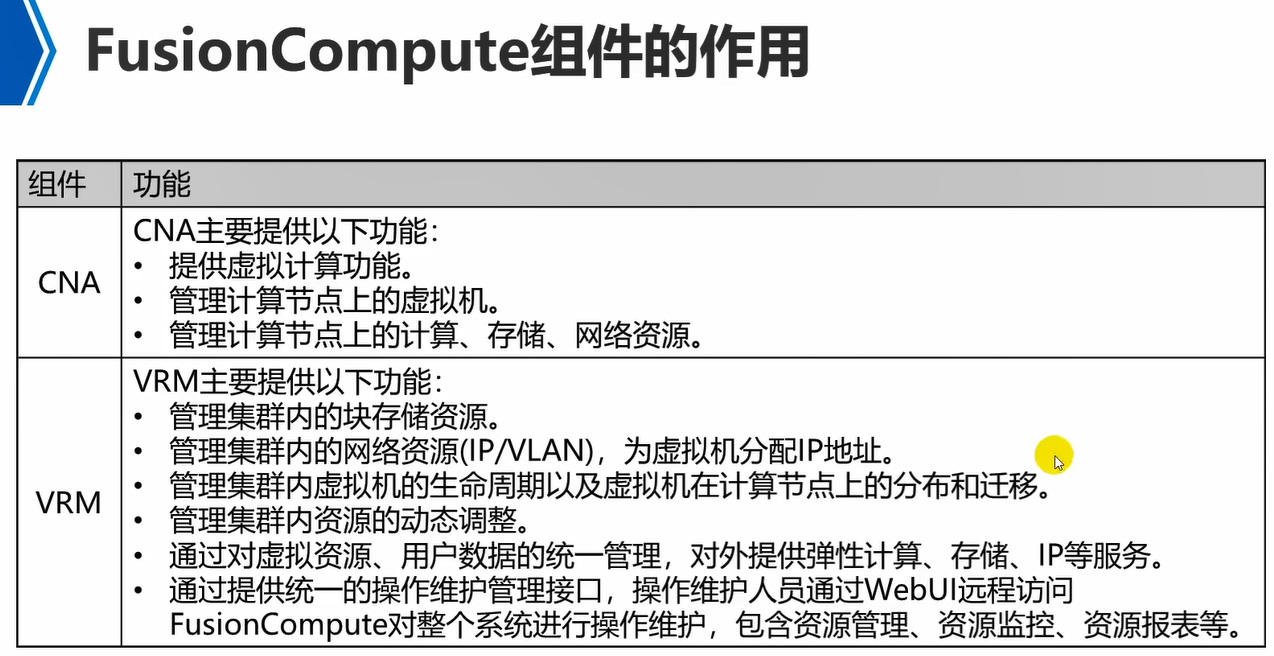 FusionCompute组件的作用
组件
功能
CNA
CNA主要提供以下功能：
• 提供虚拟计算功能。
• 管理计算节点上的虚拟机。
• 管理计算节点上的计算、存储、网络资源。
VRM
VRM主要提供以下功能：
• 管理集群内的块存储资源。
• 管理集群内的网络资源(IP/VLAN)，为虚拟机分配IP地址。
• 管理集群内虚拟机的生命周期以及虚拟机在计算节点上的分布和迁移。
• 管理集群内资源的动态调整。
• 通过对虚拟资源、用户数据的统一管理，对外提供弹性计算、存储、IP等服务。
• 通过提供统一的操作维护管理接口，操作维护人员通过WebUI远程访问
FusionCompute对整个系统进行操作维护，包含资源管理、资源监控、资源报表等。